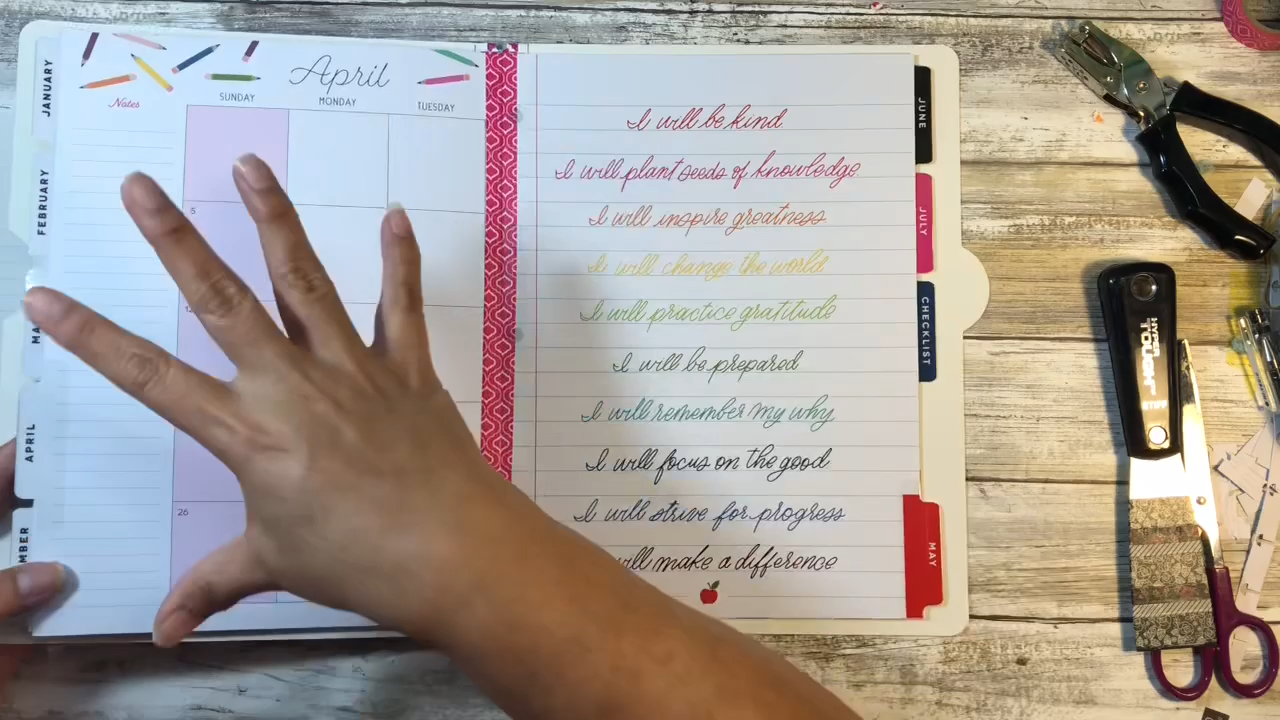 JANUARY
FEBRUARY
APRIL
April
Notes
SUNDAY
MONDAY
TUESDAY
5
26
I will be kind
I will plant seeds of knowledge
I will inspire greatness
I will change the world
I will practice gratitude
I will be prepared
I will remember my why
I will focus on the good
I will strive for progress
will make a difference
JUNE
JULY
CHECKLIST
MAY
HYPER
TOUGH
STIFF